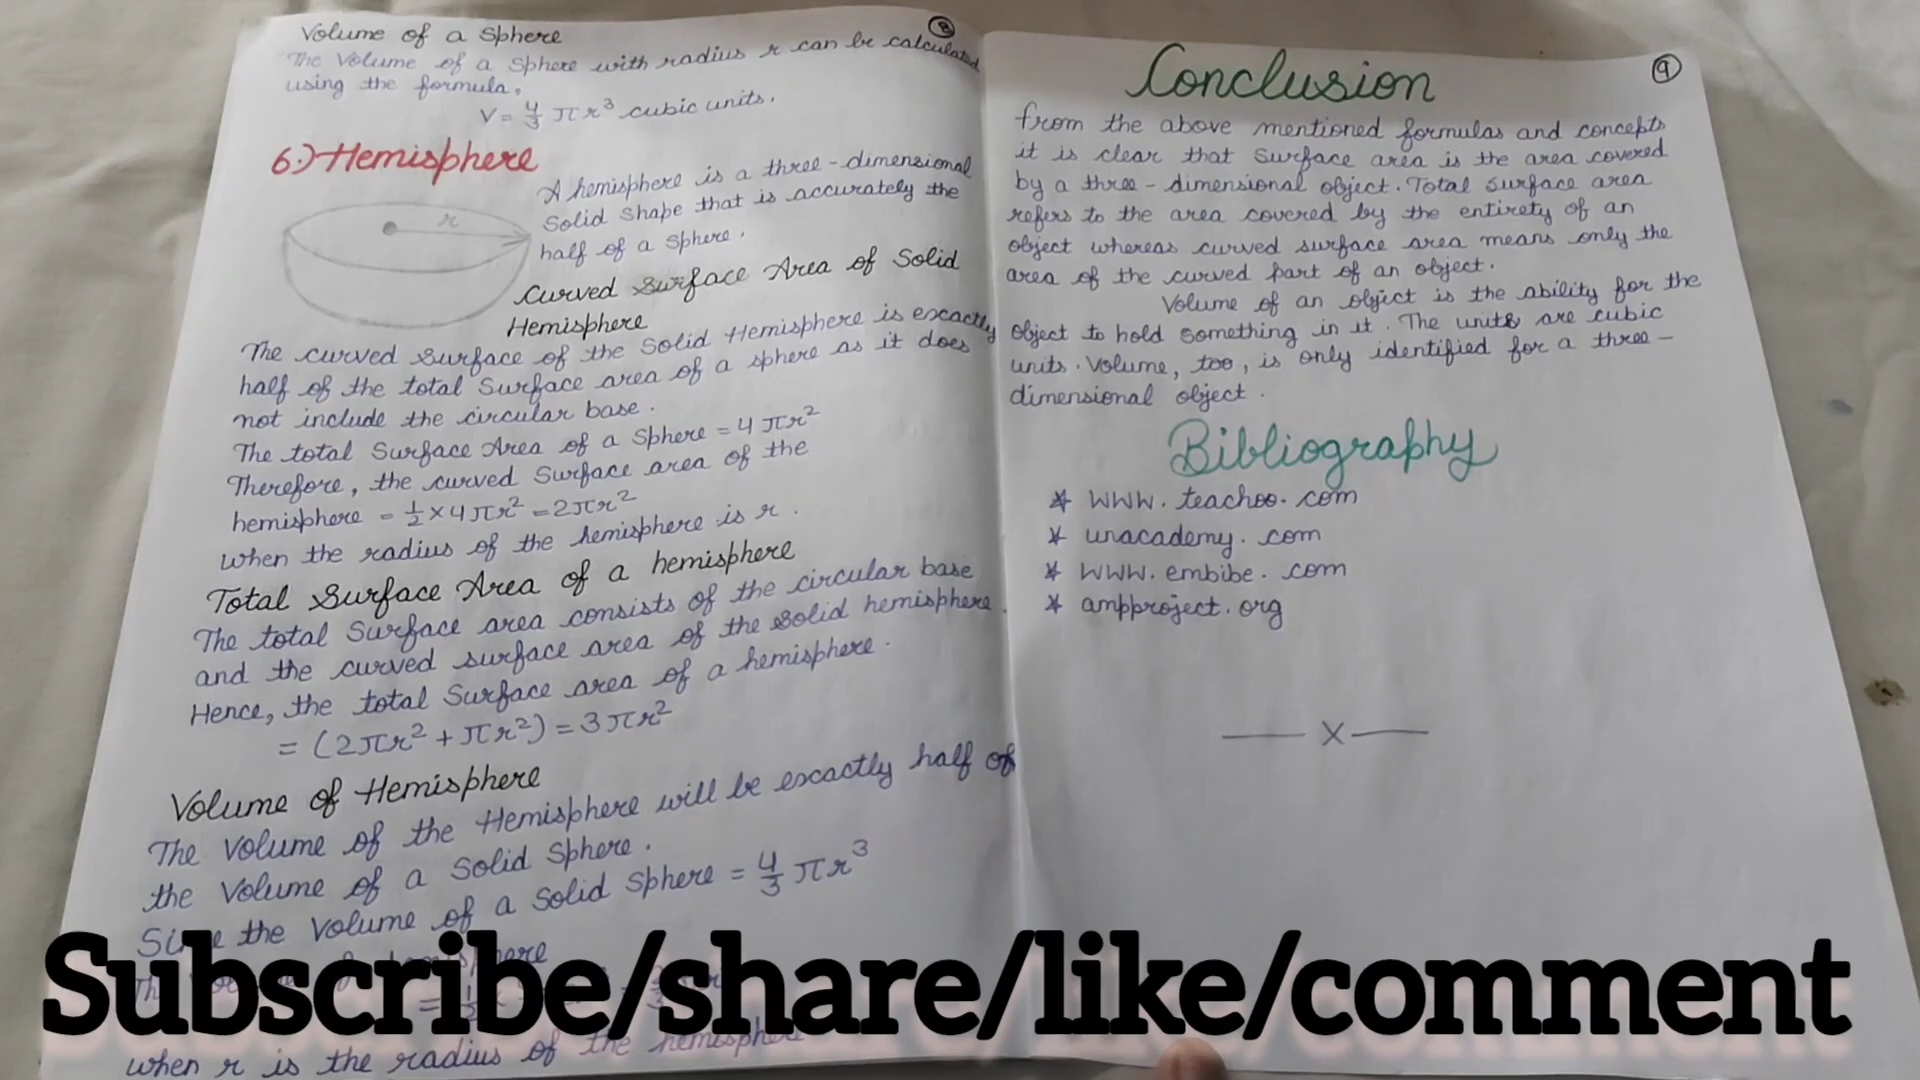 8
Volume of a Sphere
The Volume of a Sphere with radius r can be calculated
using the formula,
V = 4/3 πr³ cubic units.
6.) Hemisphere
r
A hemisphere is a three-dimensional
Solid Shape that is accurately the
half of a Sphere.
Curved Surface Area of Solid
Hemisphere
The curved Surface of the Solid Hemisphere is excactly
half of the total Surface area of a sphere as it does
not include the circular base.
The total Surface Area of a Sphere = 4πr²
Therefore, the curved Surface area of the
hemisphere = 1/2 × 4πr² = 2πr²
when the radius of the hemisphere is r.
Total Surface Area of a hemisphere
The total Surface area consists of the circular base
and the curved surface area of the solid hemisphere.
Hence, the total Surface area of a hemisphere.
= (2πr² + πr²) = 3πr²
Volume of Hemisphere
The Volume of the Hemisphere will be excactly half of
the Volume of a Solid Sphere.
Since the Volume of a Solid Sphere = 4/3 πr³
when r is the radius of the hemisphere
9
Conclusion
from the above mentioned formulas and concepts
it is clear that Surface area is the area covered
by a three-dimensional object. Total Surface area
refers to the area covered by the entirety of an
object whereas curved surface area means only the
area of the curved part of an object.
Volume of an object is the ability for the
object to hold something in it. The units are cubic
units. Volume, too, is only identified for a three-
dimensional object.
Bibliography
* WWW.teachoo.com
* unacademy.com
* WWW.embibe.com
* ampproject.org
— X —
Subscribe/share/like/comment